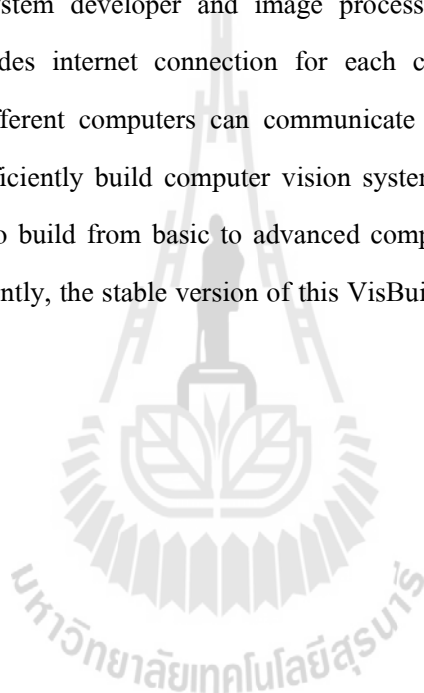 stem developer and image process
des internet connection for each c
fferent computers can communicate
ficiently build computer vision system
o build from basic to advanced comp
ntly, the stable version of this VisBui
มหาวิทยาลัยเทคโนโลยีสุรนารี